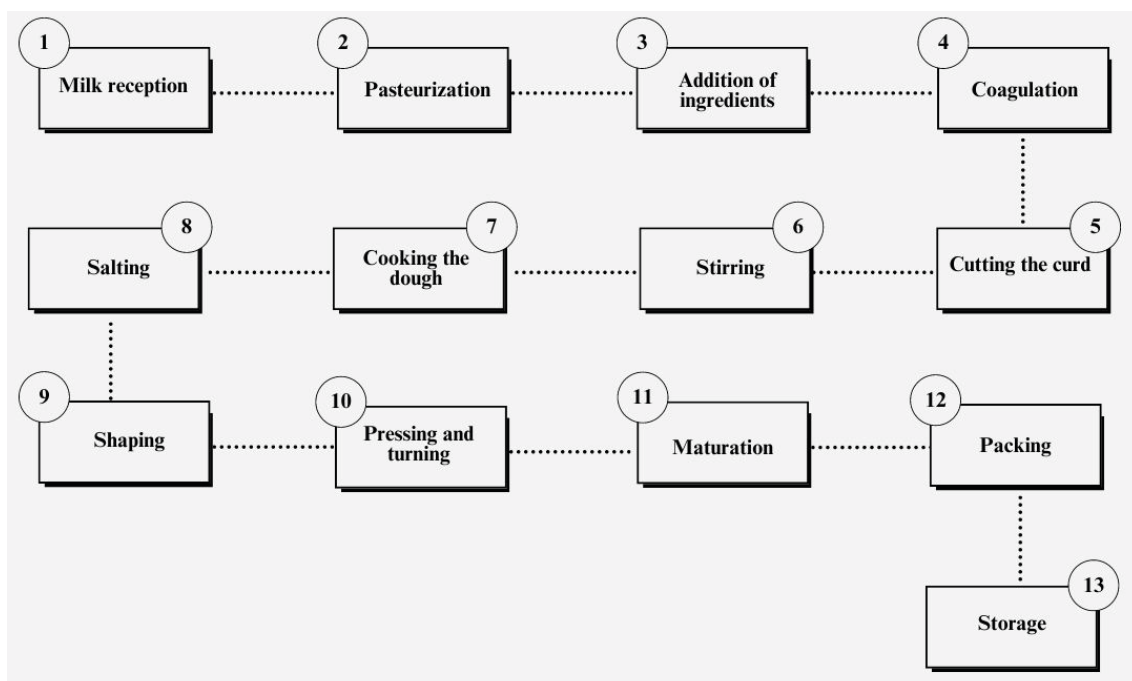 1
Milk reception
2
Pasteurization
3
Addition of
ingredients
4
Coagulation
5
Cutting the curd
6
Stirring
7
Cooking the
dough
8
Salting
9
Shaping
10
Pressing and
turning
11
Maturation
12
Packing
13
Storage